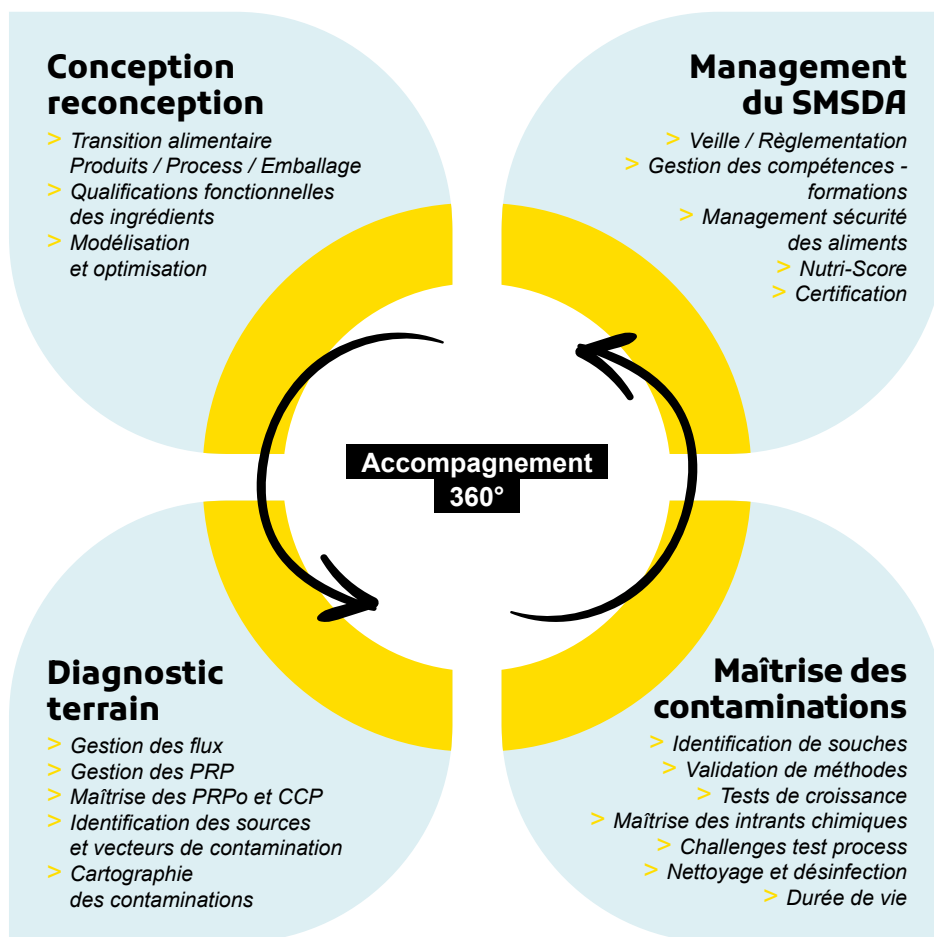 Conception
reconception
> Transition alimentaire
Produits / Process / Emballage
> Qualifications fonctionnelles
des ingrédients
> Modélisation
et optimisation
Management
du SMSDA
> Veille / Règlementation
> Gestion des compétences -
formations
> Management sécurité
des aliments
> Nutri-Score
> Certification
Accompagnement
360°
Diagnostic
terrain
> Gestion des flux
> Gestion des PRP
> Maîtrise des PRPo et CCP
> Identification des sources
et vecteurs de contamination
> Cartographie
des contaminations
Maîtrise des
contaminations
> Identification de souches
> Validation de méthodes
> Tests de croissance
> Maîtrise des intrants chimiques
> Challenges test process
> Nettoyage et désinfection
> Durée de vie